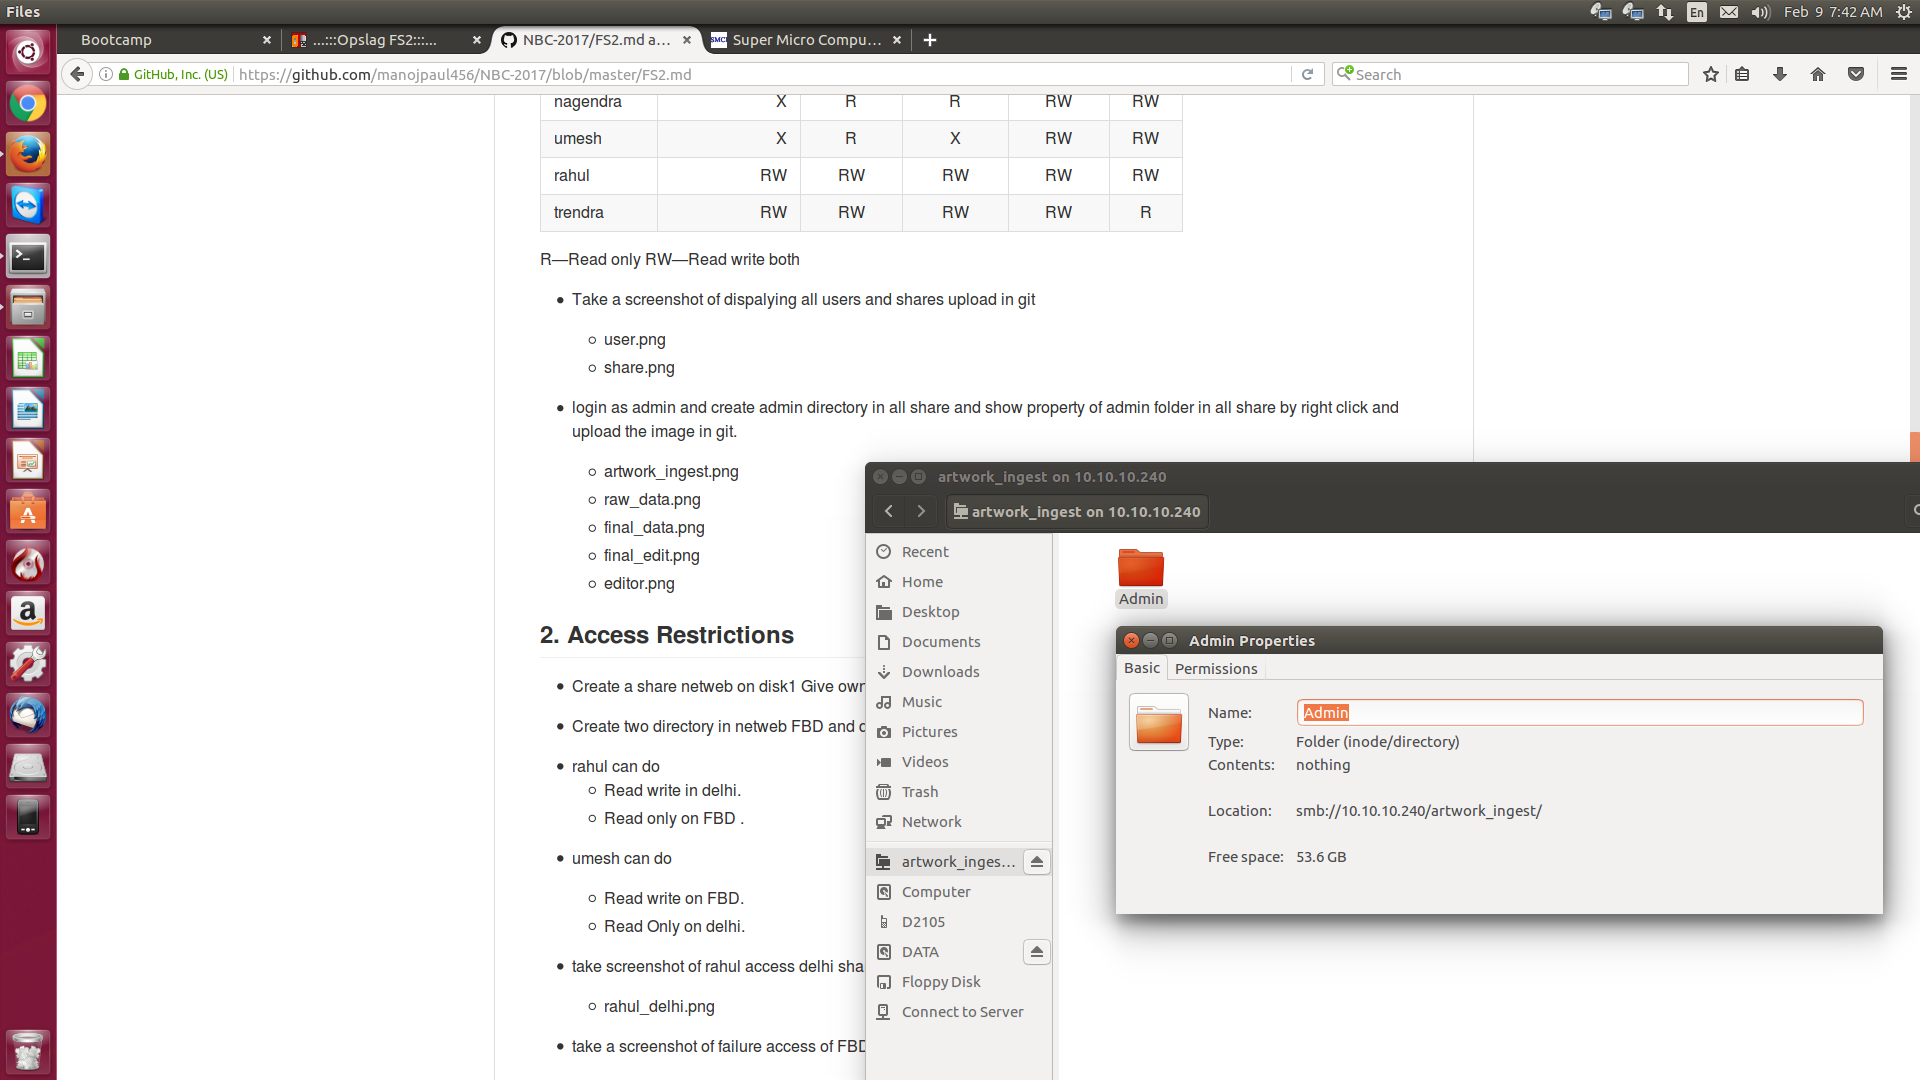 Files
En
Feb 9 7:42 AM
Bootcamp
...:::Opslag FS2:::...
NBC-2017/FS2.md a...
SMCI
Super Micro Compu...
GitHub, Inc. (US)
https://github.com/manojpaul456/NBC-2017/blob/master/FS2.md
Search
nagendra X R R RW RW
umesh X R X RW RW
rahul RW RW RW RW RW
trendra RW RW RW RW R
R—Read only RW—Read write both
Take a screenshot of dispalying all users and shares upload in git
user.png
share.png
login as admin and create admin directory in all share and show property of admin folder in all share by right click and
upload the image in git.
artwork_ingest.png
raw_data.png
final_data.png
final_edit.png
editor.png
2. Access Restrictions
Create a share netweb on disk1 Give own
Create two directory in netweb FBD and d
rahul can do
Read write in delhi.
Read only on FBD .
umesh can do
Read write on FBD.
Read Only on delhi.
take screenshot of rahul access delhi sha
rahul_delhi.png
take a screenshot of failure access of FBD
artwork_ingest on 10.10.10.240
artwork_ingest on 10.10.10.240
Recent
Home
Desktop
Documents
Downloads
Music
Pictures
Videos
Trash
Network
artwork_inges...
Computer
D2105
DATA
Floppy Disk
Connect to Server
Admin
Admin Properties
Basic
Permissions
Name: Admin
Type: Folder (inode/directory)
Contents: nothing
Location: smb://10.10.10.240/artwork_ingest/
Free space: 53.6 GB